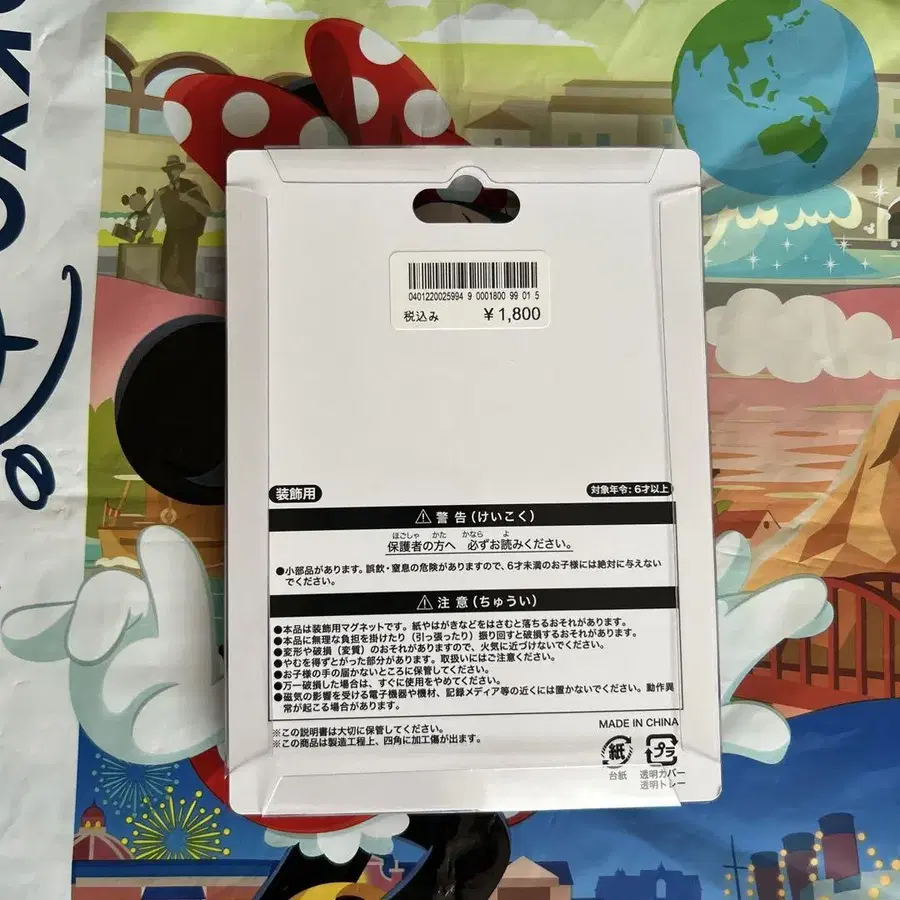 OKYO
0401220025994 9 0001800 99 01 5
税込み ¥1,800
装飾用
対象年令:6才以上
⚠警告(けいこく)
ほごしゃ かた かなら よ
保護者の方へ 必ずお読みください。
●小部品があります。誤飲・窒息の危険がありますので、6才未満のお子様には絶対に与えない
でください。
⚠注意(ちゅうい)
●本品は装飾用マグネットです。紙やはがきなどをはさむと落ちるおそれがあります。
●本品に無理な負担を掛けたり(引っ張ったり)振り回すと破損するおそれがあります。
●変形や破損(変質)のおそれがありますので、火気に近づけないでください。
●やむを得ずとがった部分があります。取扱いにはご注意ください。
●お子様の手の届かないところに保管してください。
●万一破損した場合は、すぐに使用をやめてください。
●磁気の影響を受ける電子機器や機材、記録メディア等の近くには置かないでください。動作異
常が起こる場合があります。
※この説明書は大切に保管してください。
※この商品は製造工程上、四角に加工傷が出ます。
MADE IN CHINA
紙 プラ
台紙 透明カバー
透明トレー